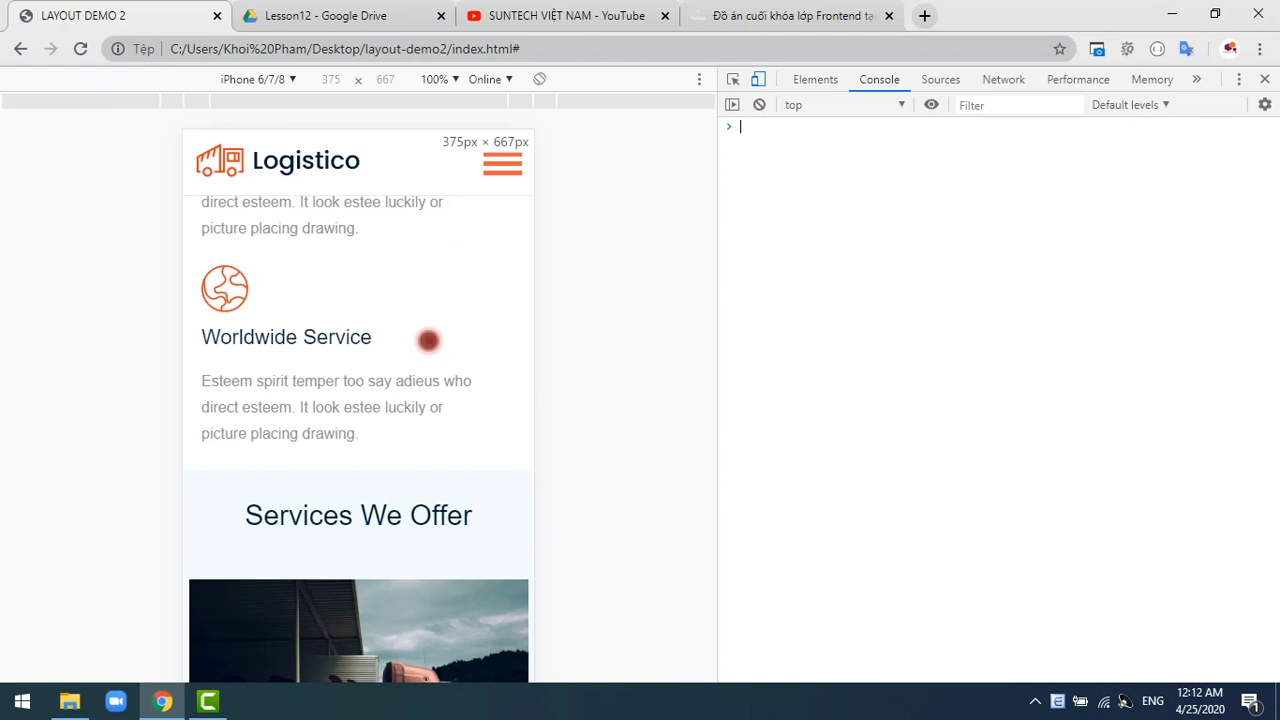 LAYOUT DEMO 2
Lesson12 - Google Drive
SUNTECH VIỆT NAM - YouTube
Đồ án cuối khóa lớp Frontend tạ
Tệp
C:/Users/Khoi%20Pham/Desktop/layout-demo2/index.html#
iPhone 6/7/8 ▼ 375 × 667 100% ▼ Online ▼
Elements Console Sources Network Performance Memory »
top ▼ Filter Default levels ▼
375px × 667px
>
Logistico
direct esteem. It look estee luckily or
picture placing drawing.
Worldwide Service
Esteem spirit temper too say adieus who
direct esteem. It look estee luckily or
picture placing drawing.
Services We Offer
ENG
12:12 AM
4/25/2020
1